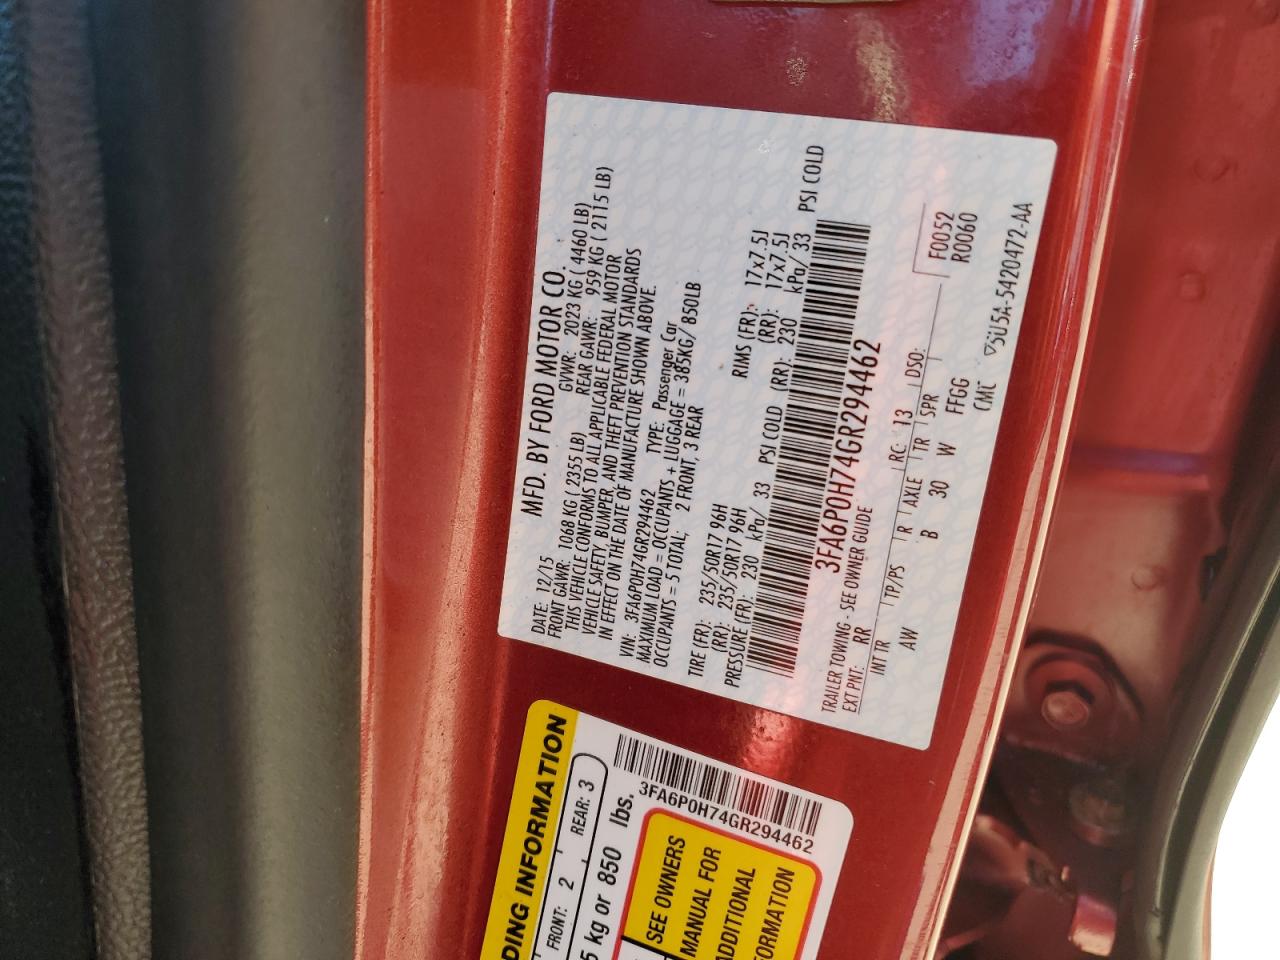 MFD. BY FORD MOTOR CO.
DATE: 12/15 GVWR: 2023 KG ( 4460 LB)
FRONT GAWR: 1068 KG ( 2355 LB) REAR GAWR: 959 KG ( 2115 LB)
THIS VEHICLE CONFORMS TO ALL APPLICABLE FEDERAL MOTOR
VEHICLE SAFETY, BUMPER, AND THEFT PREVENTION STANDARDS
IN EFFECT ON THE DATE OF MANUFACTURE SHOWN ABOVE.
VIN: 3FA6P0H74GR294462 TYPE: Passenger Car
MAXIMUM LOAD = OCCUPANTS + LUGGAGE = 385KG/ 850LB
OCCUPANTS = 5 TOTAL: 2 FRONT, 3 REAR
TIRE (FR): 235/50R17 96H RIMS (FR): 17x7.5J
(RR): 235/50R17 96H (RR): 17x7.5J
PRESSURE (FR): 230 kPa/ 33 PSI COLD (RR): 230 kPa/ 33 PSI COLD
3FA6P0H74GR294462
TRAILER TOWING - SEE OWNER GUIDE
EXT PNT: RR RC: 13 DSO: F0052
R0060
INT TR TP/PS R AXLE TR SPR
AW B 30 W FFGG
CMC ▽5U5A-5420472-AA
DING INFORMATION
FRONT: 2 REAR: 3
5 kg or 850 lbs.
3FA6P0H74GR294462
SEE OWNERS
MANUAL FOR
ADDITIONAL
FORMATION